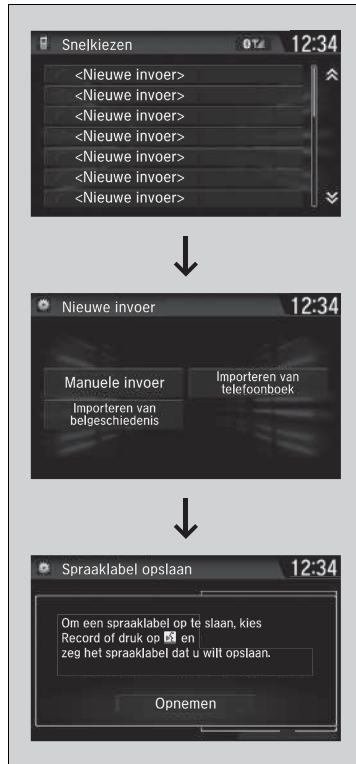 Snelkiezen
12:34
<Nieuwe invoer>
<Nieuwe invoer>
<Nieuwe invoer>
<Nieuwe invoer>
<Nieuwe invoer>
<Nieuwe invoer>
<Nieuwe invoer>
Nieuwe invoer
12:34
Manuele invoer
Importeren van
telefoonboek
Importeren van
belgeschiedenis
Spraaklabel opslaan
12:34
Om een spraaklabel op te slaan, kies
Record of druk op en
zeg het spraaklabel dat u wilt opslaan.
Opnemen